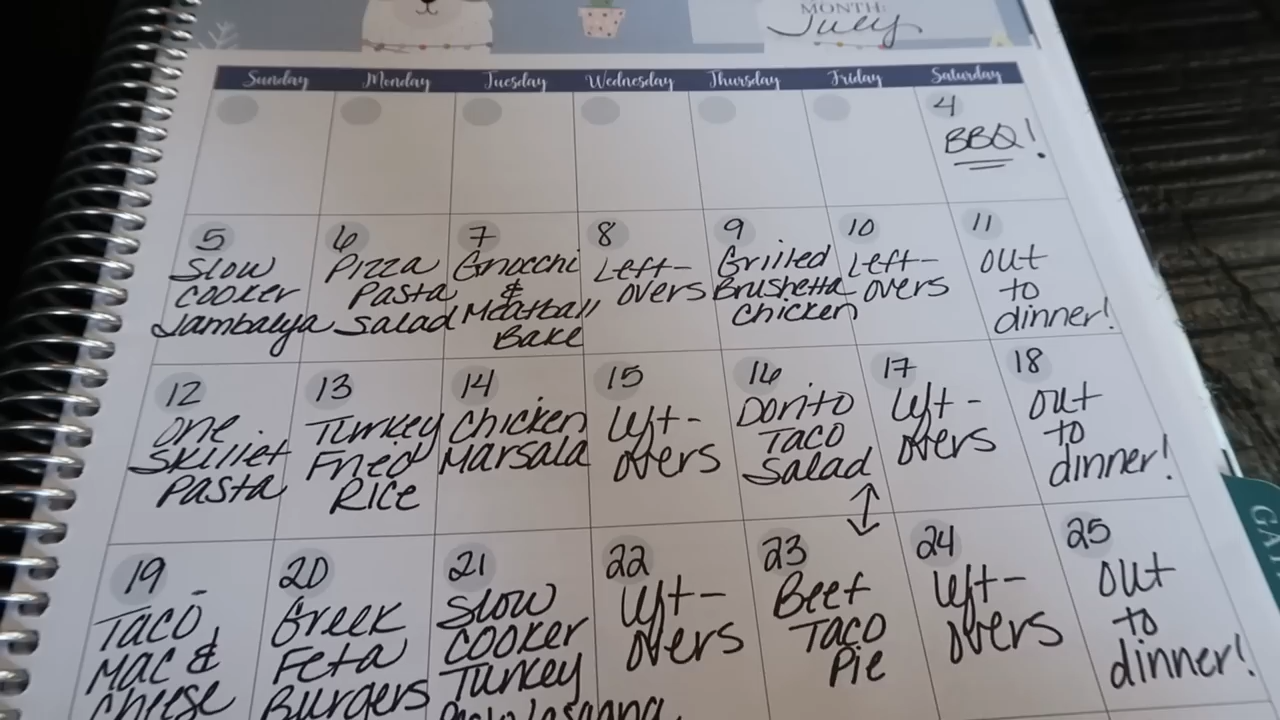 MONTH:
July
Sunday Monday Tuesday Wednesday Thursday Friday Saturday
4
BBQ!
5
Slow
cooker
Jambalya
6
Pizza
Pasta
Salad
7
Gnocchi
&
Meatball
Bake
8
Left-
overs
9
Grilled
Brushetta
Chicken
10
Left-
overs
11
out
to
dinner!
12
One
Skillet
Pasta
13
Turkey
Fried
Rice
14
Chicken
Marsala
15
Left-
overs
16
Dorito
Taco
Salad
17
Left-
overs
18
out
to
dinner!
19
Taco
Mac &
Cheese
20
Greek
Feta
Burgers
21
Slow
cooker
Turkey
22
Left-
overs
23
Beef
Taco
Pie
24
Left-
overs
25
out
to
dinner!